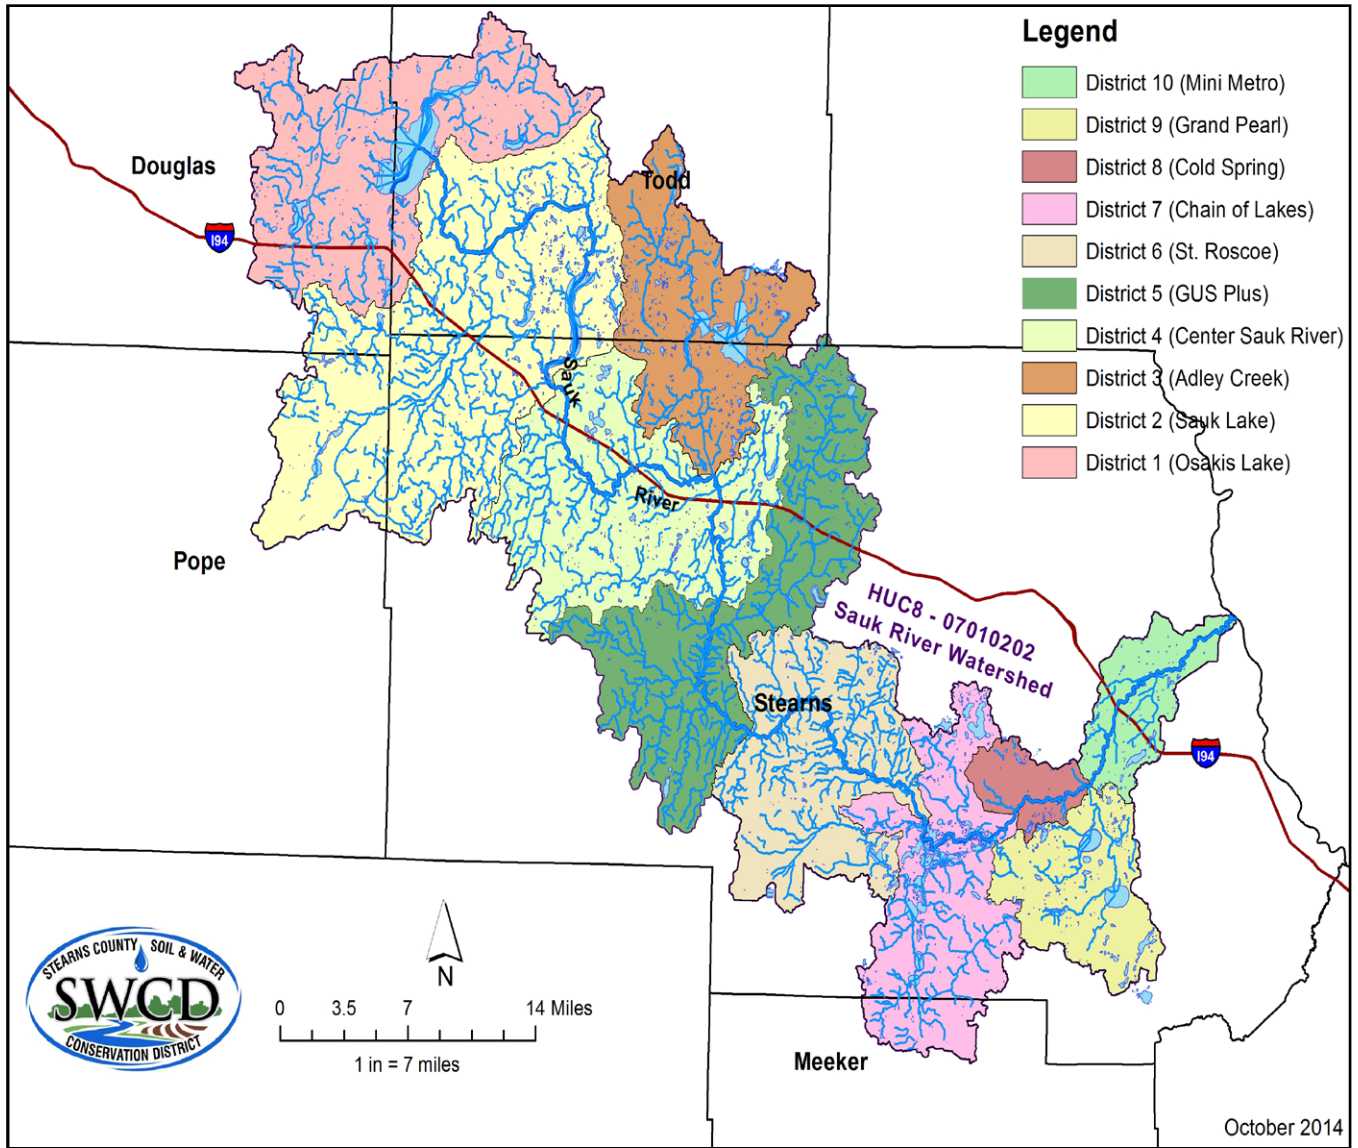 Legend
District 10 (Mini Metro)
District 9 (Grand Pearl)
District 8 (Cold Spring)
District 7 (Chain of Lakes)
District 6 (St. Roscoe)
District 5 (GUS Plus)
District 4 (Center Sauk River)
District 3 (Adley Creek)
District 2 (Sauk Lake)
District 1 (Osakis Lake)
Douglas
Todd
I94
Sauk
River
Pope
HUC8 - 07010202
Sauk River Watershed
Stearns
I94
STEARNS COUNTY SOIL & WATER
SWCD
CONSERVATION DISTRICT
N
0 3.5 7 14 Miles
1 in = 7 miles
Meeker
October 2014